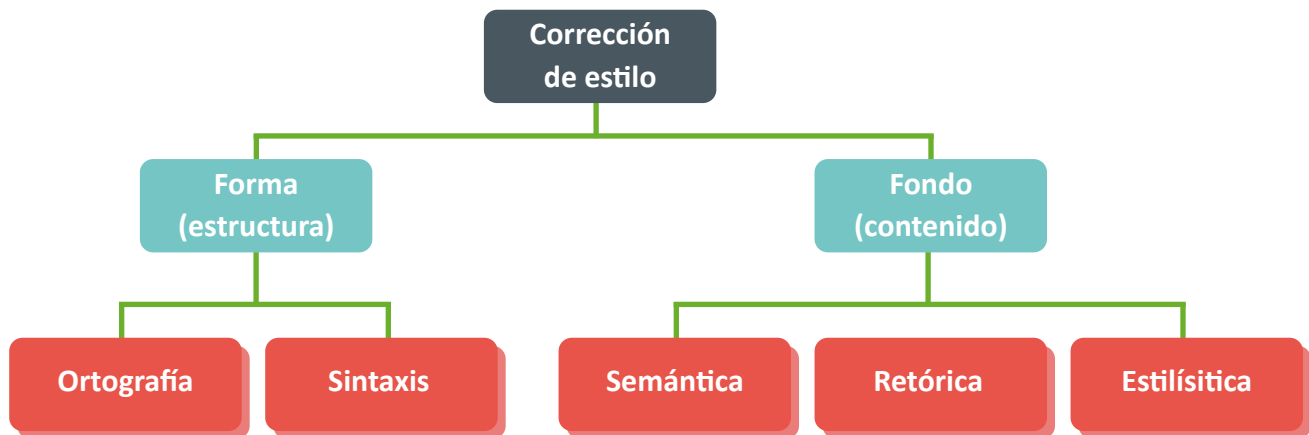 Corrección
de estilo
Forma
(estructura)
Fondo
(contenido)
Ortografía
Sintaxis
Semántica
Retórica
Estilísitica